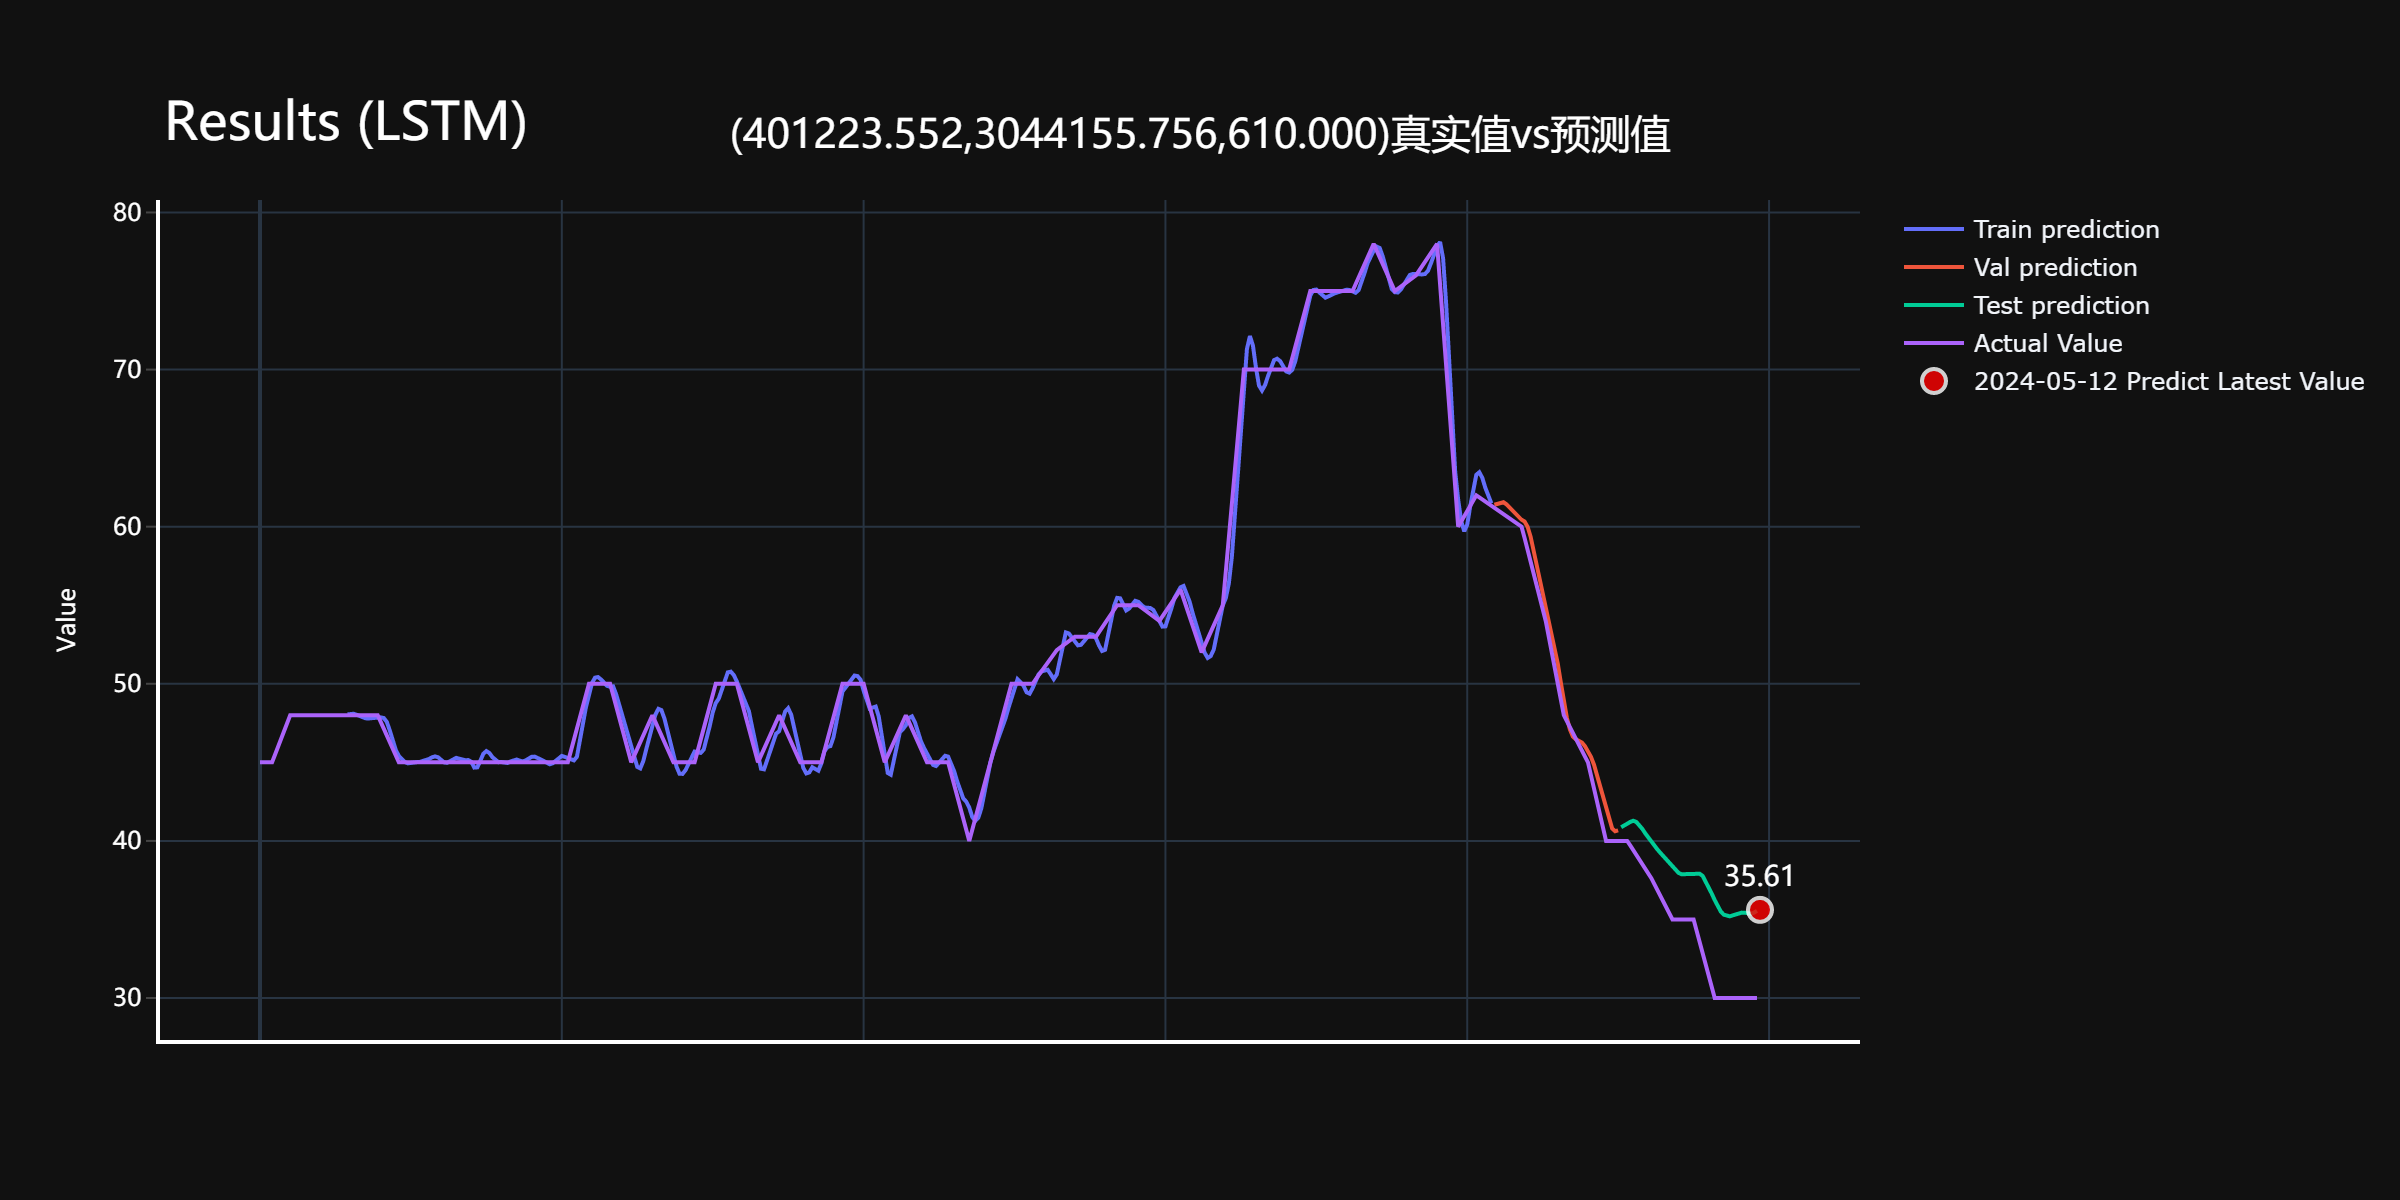 Results (LSTM)
(401223.552,3044155.756,610.000)真实值vs预测值
80
70
60
50
40
30
Value
35.61
Train prediction
Val prediction
Test prediction
Actual Value
2024-05-12 Predict Latest Value